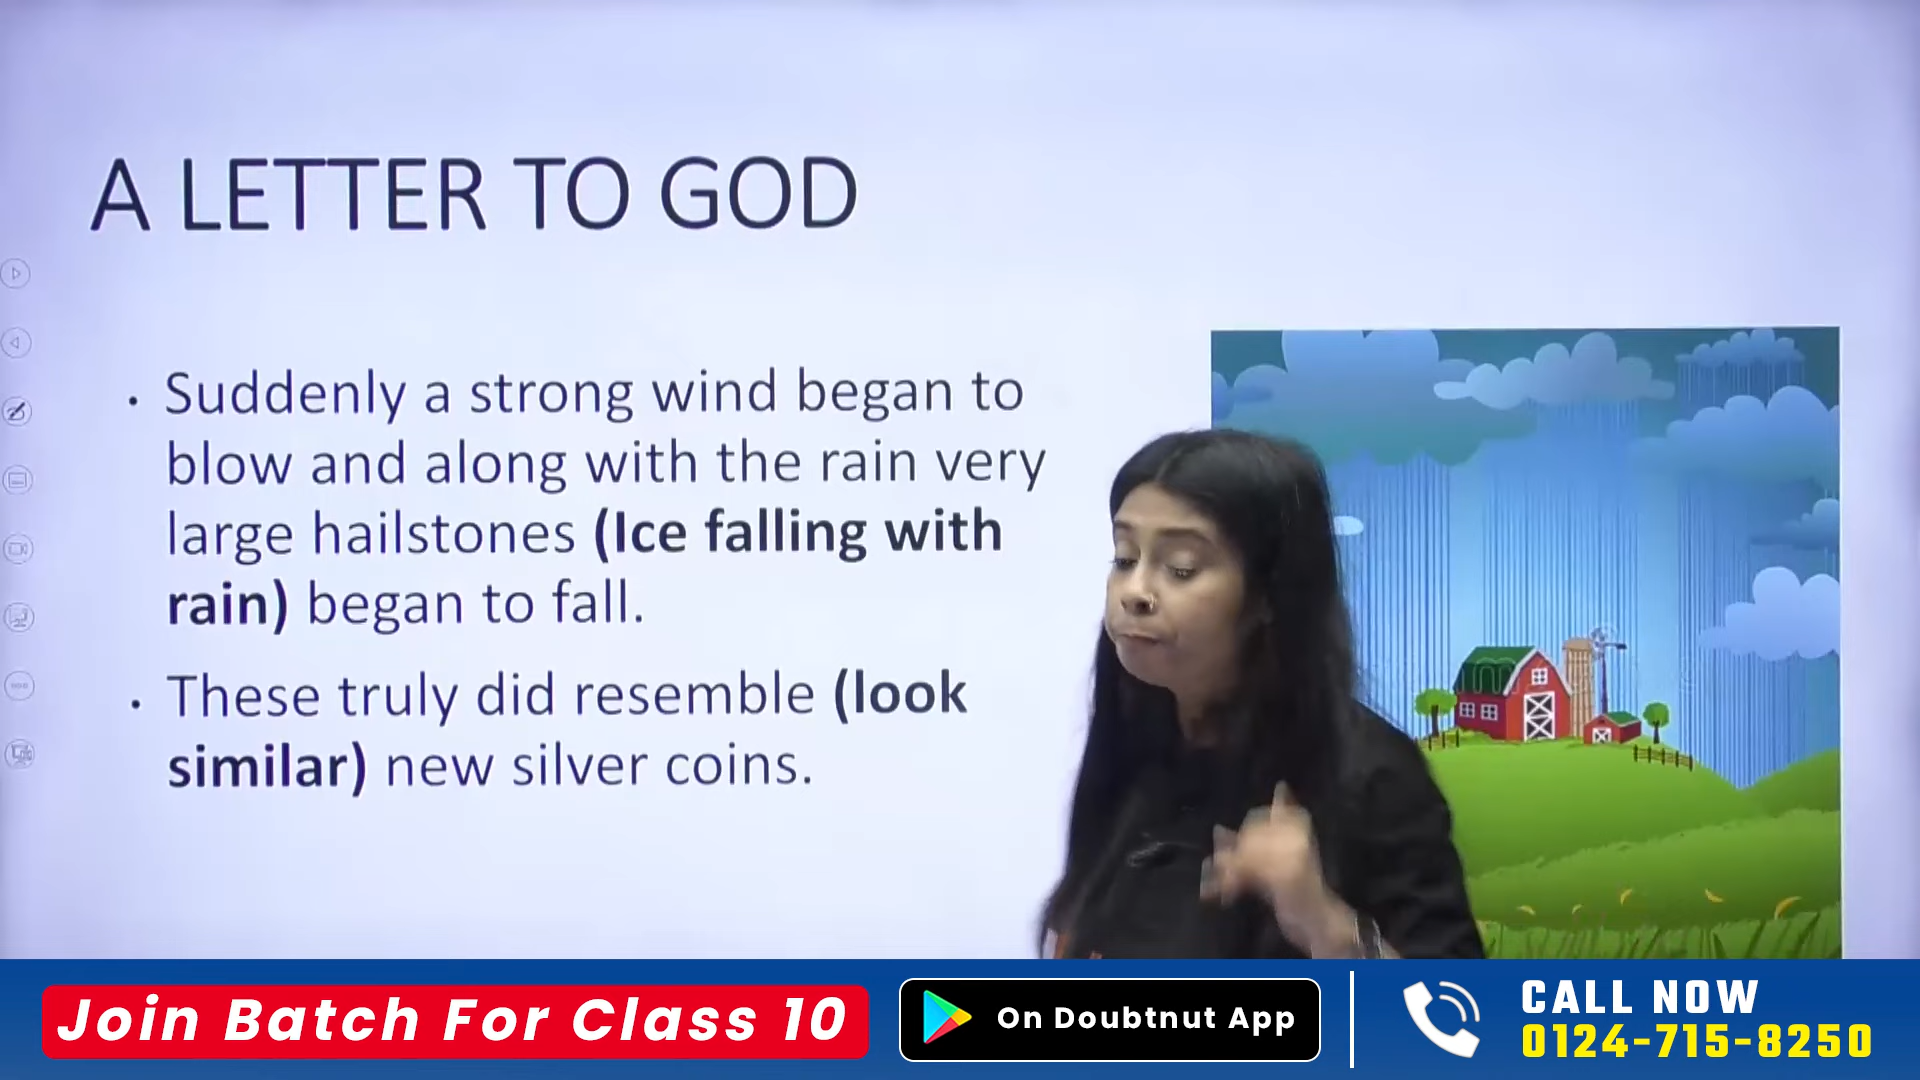 A LETTER TO GOD
• Suddenly a strong wind began to
blow and along with the rain very
large hailstones (Ice falling with
rain) began to fall.
• These truly did resemble (look
similar) new silver coins.
Join Batch For Class 10
On Doubtnut App
CALL NOW
0124-715-8250